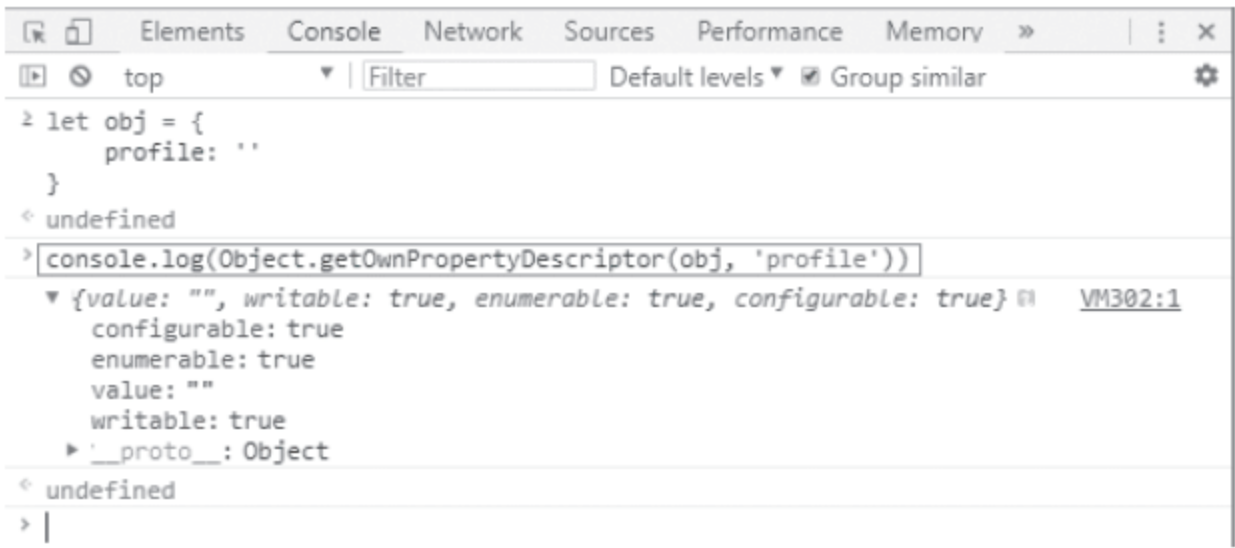 Elements Console Network Sources Performance Memory »
top Filter Default levels Group similar
let obj = {
profile: ''
}
undefined
console.log(Object.getOwnPropertyDescriptor(obj, 'profile'))
{value: "", writable: true, enumerable: true, configurable: true} VM302:1
configurable: true
enumerable: true
value: ""
writable: true
__proto__: Object
undefined